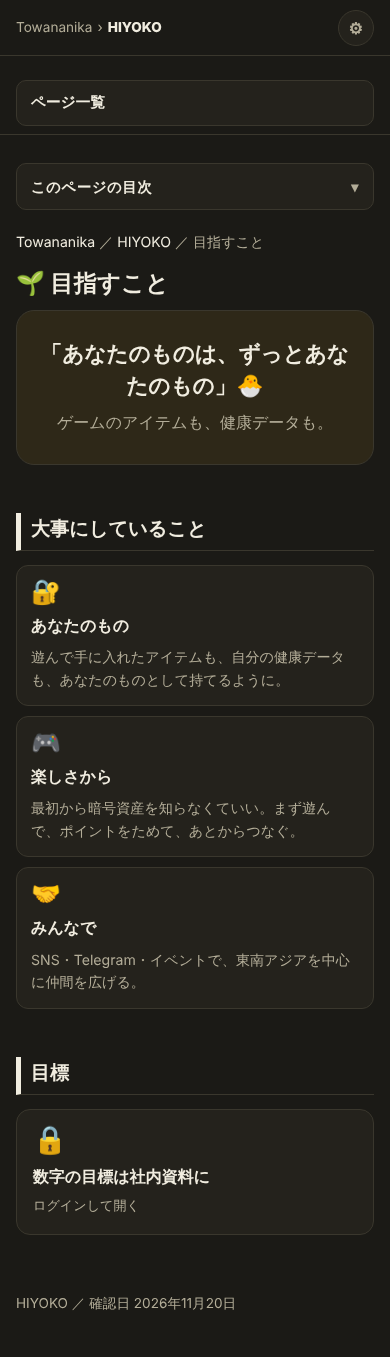 Towananika › HIYOKO
ページ一覧
このページの目次 ▾
Towananika ／ HIYOKO ／ 目指すこと
🌱 目指すこと
「あなたのものは、ずっとあな
たのもの」🐣
ゲームのアイテムも、健康データも。
大事にしていること
あなたのもの
遊んで手に入れたアイテムも、自分の健康データ
も、あなたのものとして持てるように。
楽しさから
最初から暗号資産を知らなくていい。まず遊ん
で、ポイントをためて、あとからつなぐ。
みんなで
SNS・Telegram・イベントで、東南アジアを中心
に仲間を広げる。
目標
数字の目標は社内資料に
ログインして開く
HIYOKO ／ 確認日 2026年11月20日